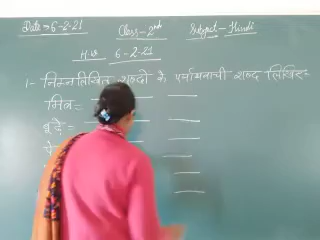 Date→6-2-21 Class-2nd Subject-Hindi
H.W 6-2-21
1- निम्नलिखित शब्दो के पर्यायवाची शब्द लिखिए=
मित्र=